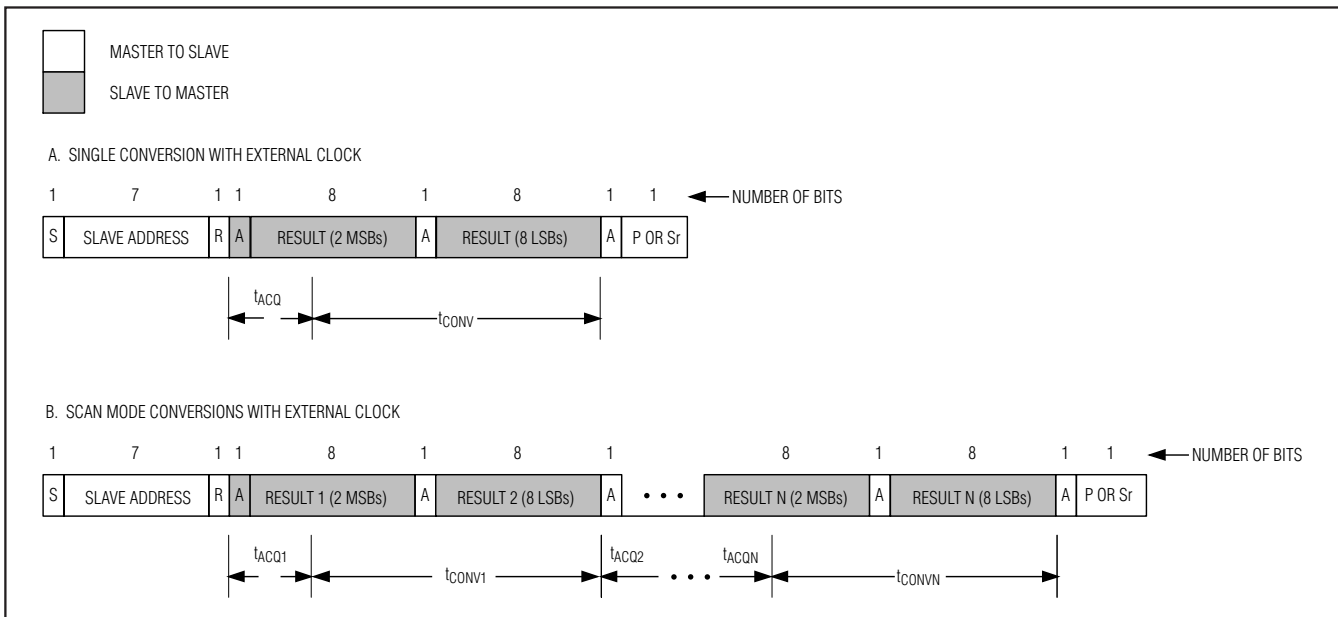 MASTER TO SLAVE
SLAVE TO MASTER
A. SINGLE CONVERSION WITH EXTERNAL CLOCK
1 7 1 1 8 1 8 1 1 NUMBER OF BITS
S SLAVE ADDRESS R A RESULT (2 MSBs) A RESULT (8 LSBs) A P OR Sr
tACQ
tCONV
B. SCAN MODE CONVERSIONS WITH EXTERNAL CLOCK
1 7 1 1 8 1 8 1 8 1 8 1 1 NUMBER OF BITS
S SLAVE ADDRESS R A RESULT 1 (2 MSBs) A RESULT 2 (8 LSBs) A • • • RESULT N (2 MSBs) A RESULT N (8 LSBs) A P OR Sr
tACQ1 tACQ2 tACQN
tCONV1 • • • tCONVN